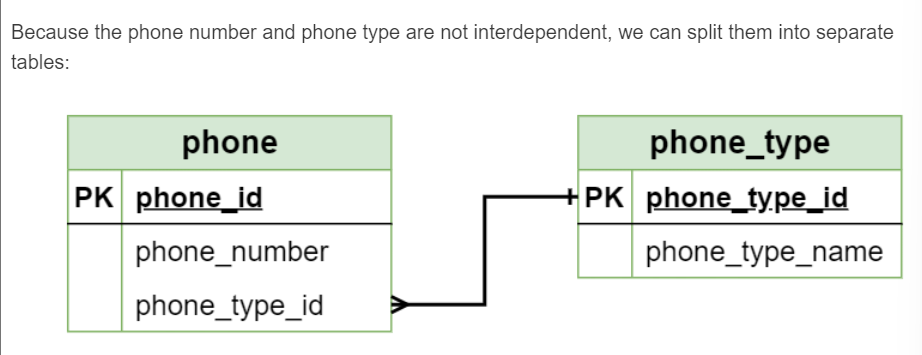 Because the phone number and phone type are not interdependent, we can split them into separate
tables:
phone
PK phone_id
phone_number
phone_type_id
phone_type
PK phone_type_id
phone_type_name